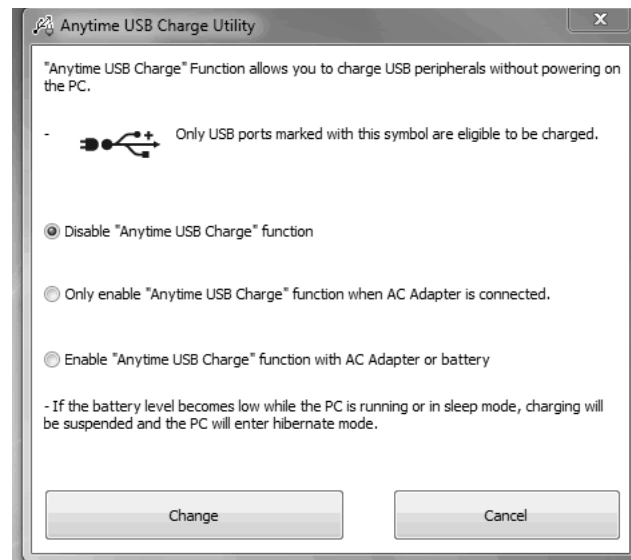 Anytime USB Charge Utility
X
"Anytime USB Charge" Function allows you to charge USB peripherals without powering on
the PC.
- Only USB ports marked with this symbol are eligible to be charged.
Disable "Anytime USB Charge" function
Only enable "Anytime USB Charge" function when AC Adapter is connected.
Enable "Anytime USB Charge" function with AC Adapter or battery
- If the battery level becomes low while the PC is running or in sleep mode, charging will
be suspended and the PC will enter hibernate mode.
Change
Cancel